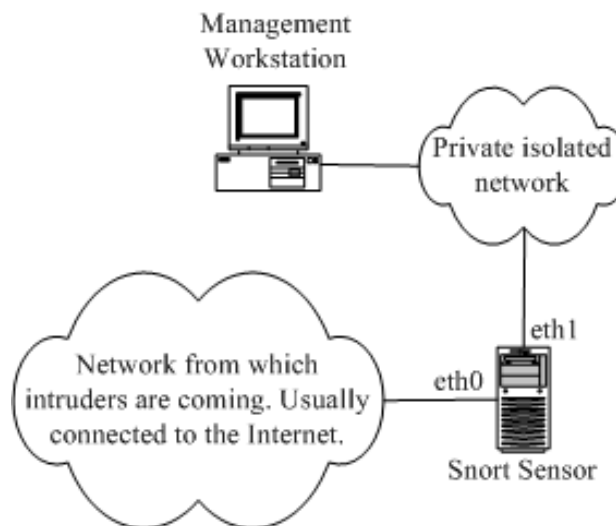 Management
Workstation
Private isolated
network
eth1
Network from which
intruders are coming. Usually
connected to the Internet.
eth0
Snort Sensor